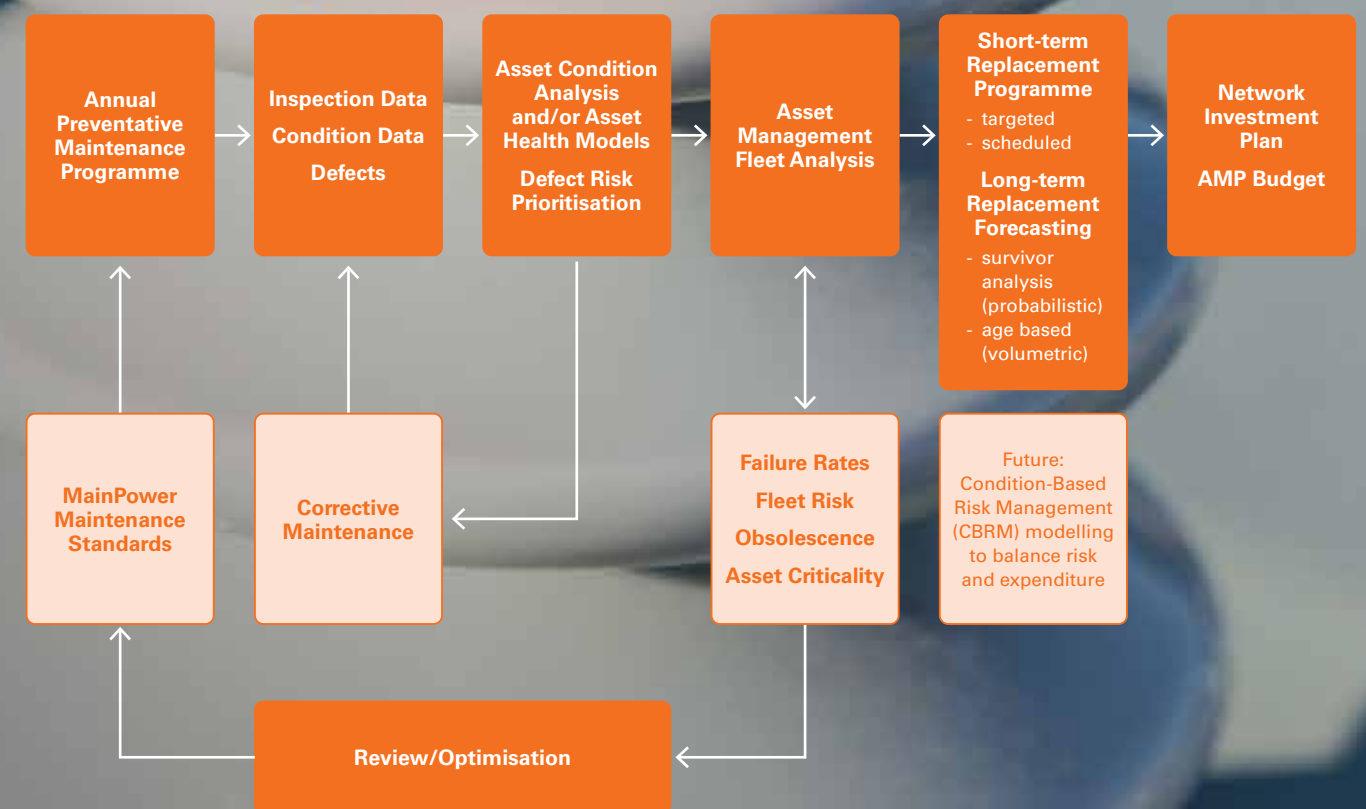 Annual
Preventative
Maintenance
Programme
Inspection Data
Condition Data
Defects
Asset Condition
Analysis
and/or Asset
Health Models
Defect Risk
Prioritisation
Asset
Management
Fleet Analysis
Short-term
Replacement
Programme
- targeted
- scheduled
Long-term
Replacement
Forecasting
- survivor
analysis
(probabilistic)
- age based
(volumetric)
Network
Investment
Plan
AMP Budget
MainPower
Maintenance
Standards
Corrective
Maintenance
Failure Rates
Fleet Risk
Obsolescence
Asset Criticality
Future:
Condition-Based
Risk Management
(CBRM) modelling
to balance risk
and expenditure
Review/Optimisation